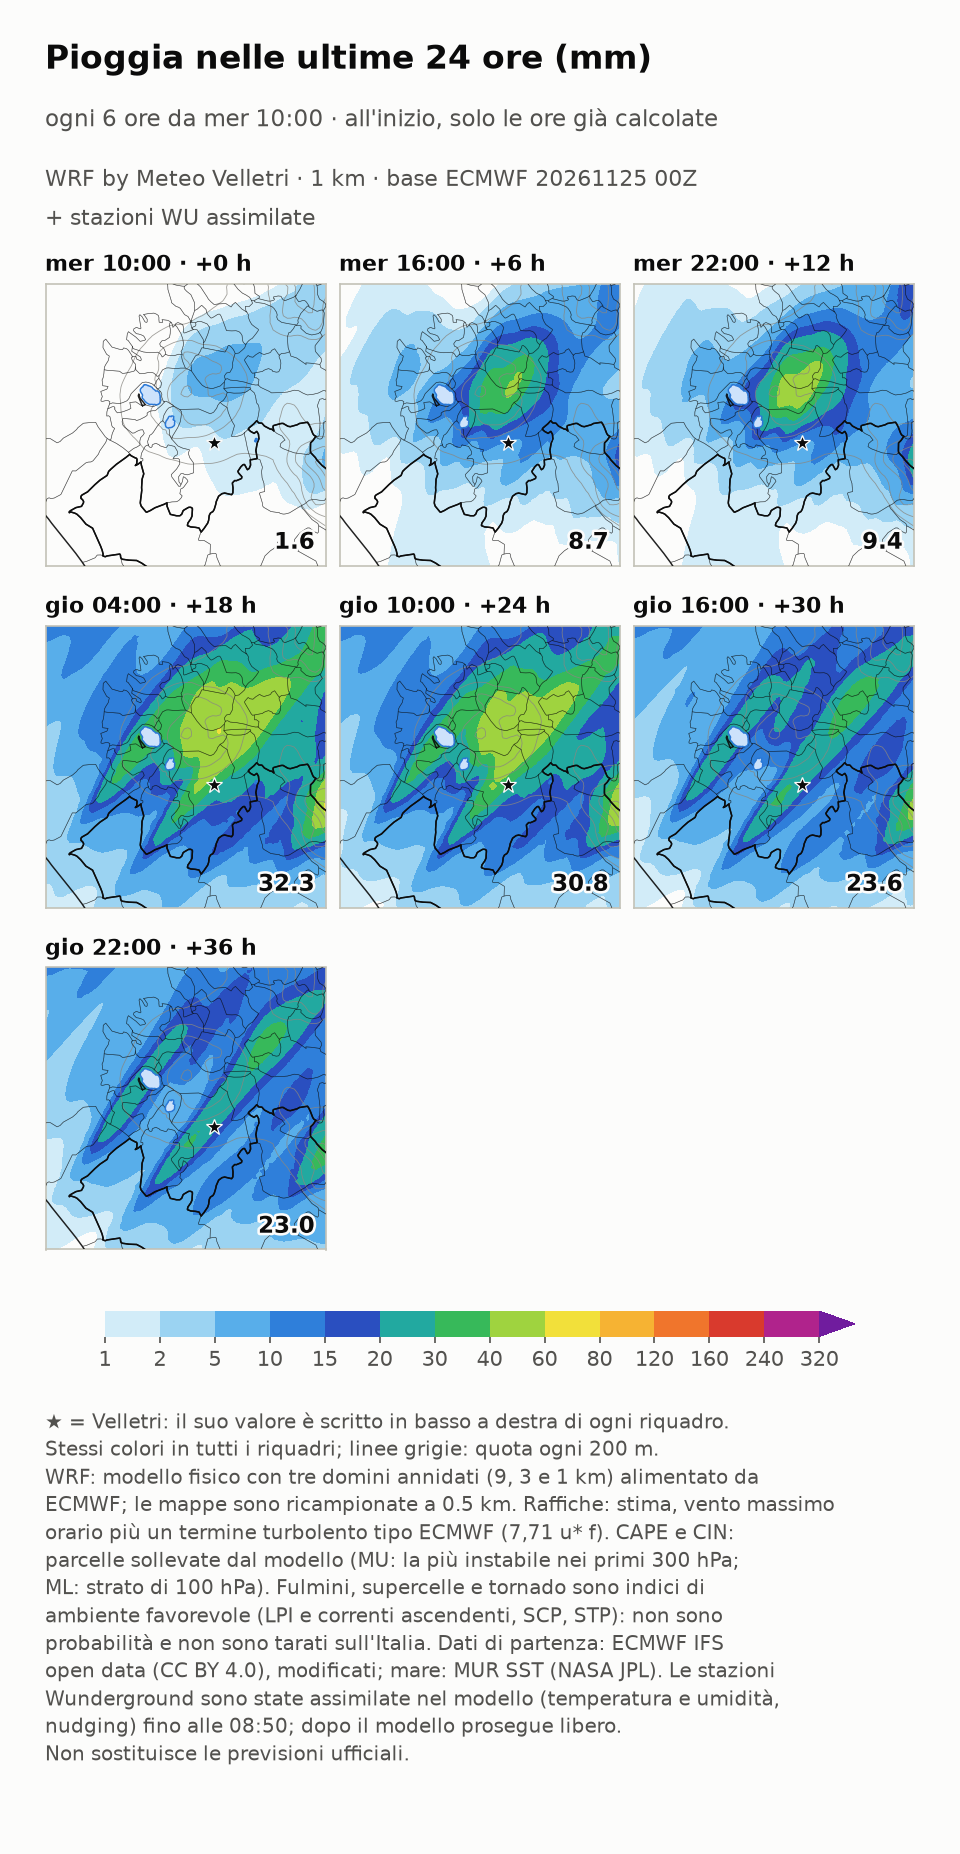 Pioggia nelle ultime 24 ore (mm)
ogni 6 ore da mer 10:00 · all'inizio, solo le ore già calcolate
WRF by Meteo Velletri · 1 km · base ECMWF 20261125 00Z
+ stazioni WU assimilate
mer 10:00 · +0 h
mer 16:00 · +6 h
mer 22:00 · +12 h
1.6
8.7
9.4
gio 04:00 · +18 h
gio 10:00 · +24 h
gio 16:00 · +30 h
32.3
30.8
23.6
gio 22:00 · +36 h
23.0
1 2 5 10 15 20 30 40 60 80 120 160 240 320
★ = Velletri: il suo valore è scritto in basso a destra di ogni riquadro.
Stessi colori in tutti i riquadri; linee grigie: quota ogni 200 m.
WRF: modello fisico con tre domini annidati (9, 3 e 1 km) alimentato da
ECMWF; le mappe sono ricampionate a 0.5 km. Raffiche: stima, vento massimo
orario più un termine turbolento tipo ECMWF (7,71 u* f). CAPE e CIN:
parcelle sollevate dal modello (MU: la più instabile nei primi 300 hPa;
ML: strato di 100 hPa). Fulmini, supercelle e tornado sono indici di
ambiente favorevole (LPI e correnti ascendenti, SCP, STP): non sono
probabilità e non sono tarati sull'Italia. Dati di partenza: ECMWF IFS
open data (CC BY 4.0), modificati; mare: MUR SST (NASA JPL). Le stazioni
Wunderground sono state assimilate nel modello (temperatura e umidità,
nudging) fino alle 08:50; dopo il modello prosegue libero.
Non sostituisce le previsioni ufficiali.